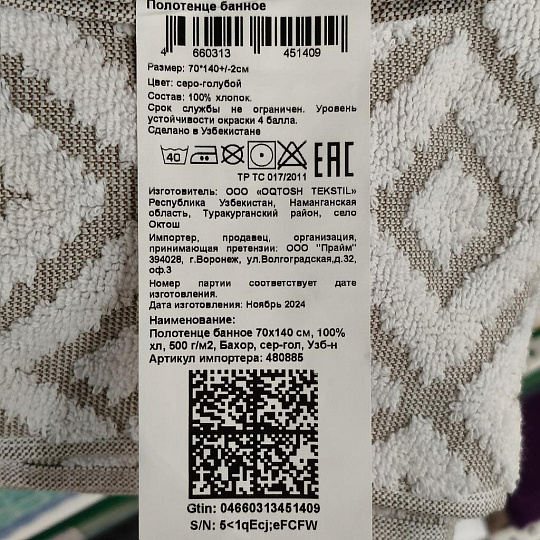 Полотенце банное
4 660313 451409
Размер: 70*140+/-2см
Цвет: серо-голубой
Состав: 100% хлопок.
Срок службы не ограничен. Уровень
устойчивости окраски 4 балла.
Сделано в Узбекистане
40
EAC
ТР ТС 017/2011
Изготовитель: ООО «OQTOSH TEKSTIL»
Республика Узбекистан, Наманганская
область, Туракурганский район, село
Октош
Импортер, продавец, организация,
принимающая претензии: ООО "Прайм"
394028, г.Воронеж, ул.Волгоградская,д.32,
оф.3
Номер партии соответствует дате
изготовления.
Дата изготовления: Ноябрь 2024
Наименование:
Полотенце банное 70х140 см, 100%
хл, 500 г/м2, Бахор, сер-гол, Узб-н
Артикул импортера: 480885
Gtin: 04660313451409
S/N: 5<1qEcj;eFCFW